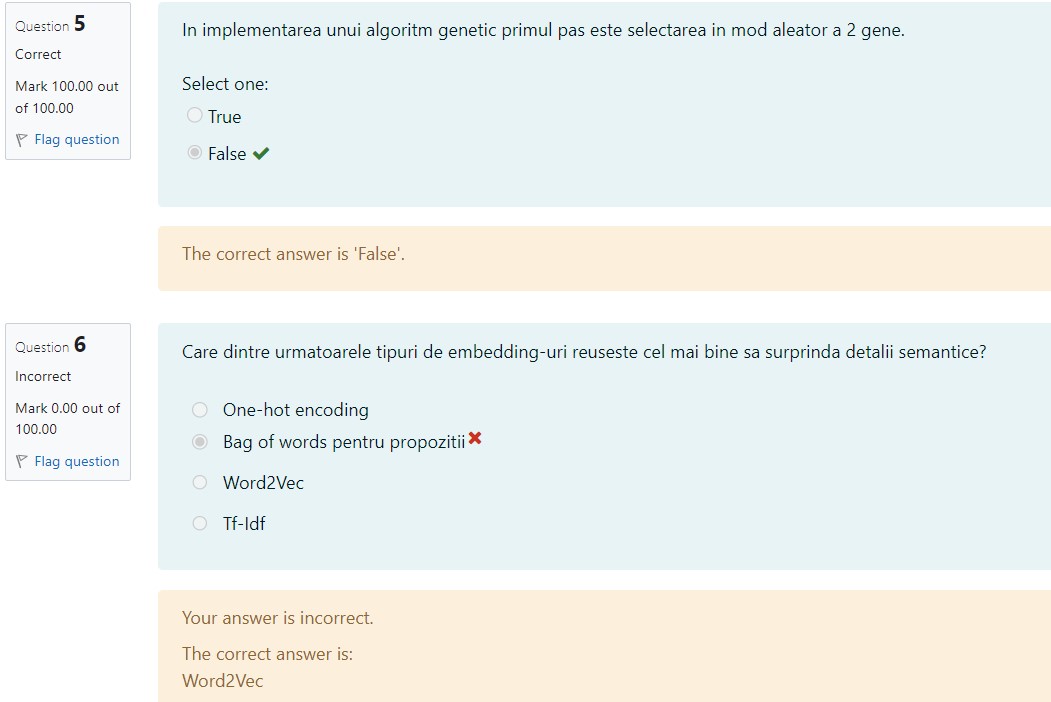 Question 5
Correct
Mark 100.00 out
of 100.00
Flag question
In implementarea unui algoritm genetic primul pas este selectarea in mod aleator a 2 gene.
Select one:
True
False
The correct answer is 'False'.
Question 6
Incorrect
Mark 0.00 out of
100.00
Flag question
Care dintre urmatoarele tipuri de embedding-uri reuseste cel mai bine sa surprinda detalii semantice?
One-hot encoding
Bag of words pentru propozitii
Word2Vec
Tf-Idf
Your answer is incorrect.
The correct answer is:
Word2Vec